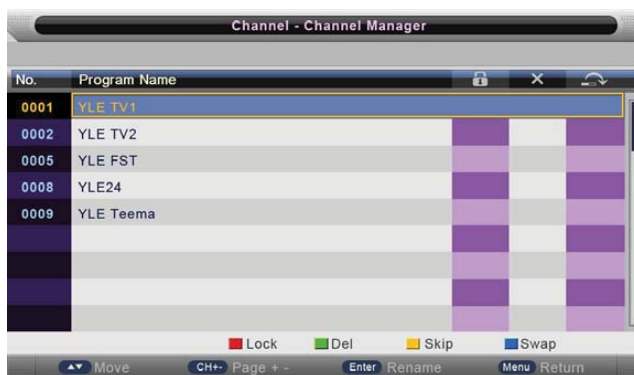 Channel - Channel Manager
No. Program Name
0001 YLE TV1
0002 YLE TV2
0005 YLE FST
0008 YLE24
0009 YLE Teema
Lock Del Skip Swap
Move CH+- Page + - Enter Rename Menu Return